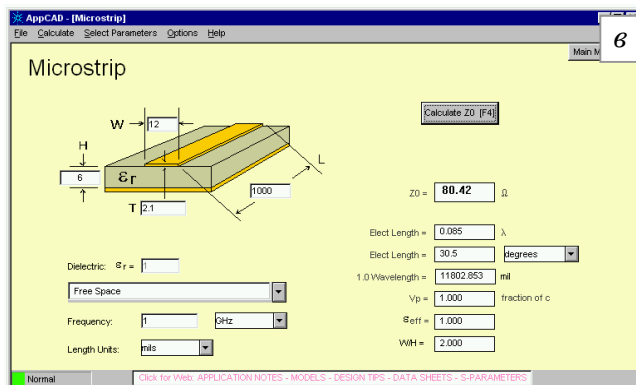 AppCAD - [Microstrip]
File Calculate Select Parameters Options Help
Main M
в
Microstrip
Calculate Z0 [F4]
W 12
H
6
εr
L
1000
T 2.1
Z0 = 80.42 Ω
Elect Length = 0.085 λ
Elect Length = 30.5 degrees
1.0 Wavelength = 11802.853 mil
Vp = 1.000 fraction of c
εeff = 1.000
W/H = 2.000
Dielectric: εr = 1
Free Space
Frequency: 1 GHz
Length Units: mils
Normal
Click for Web: APPLICATION NOTES - MODELS - DESIGN TIPS - DATA SHEETS - S-PARAMETERS